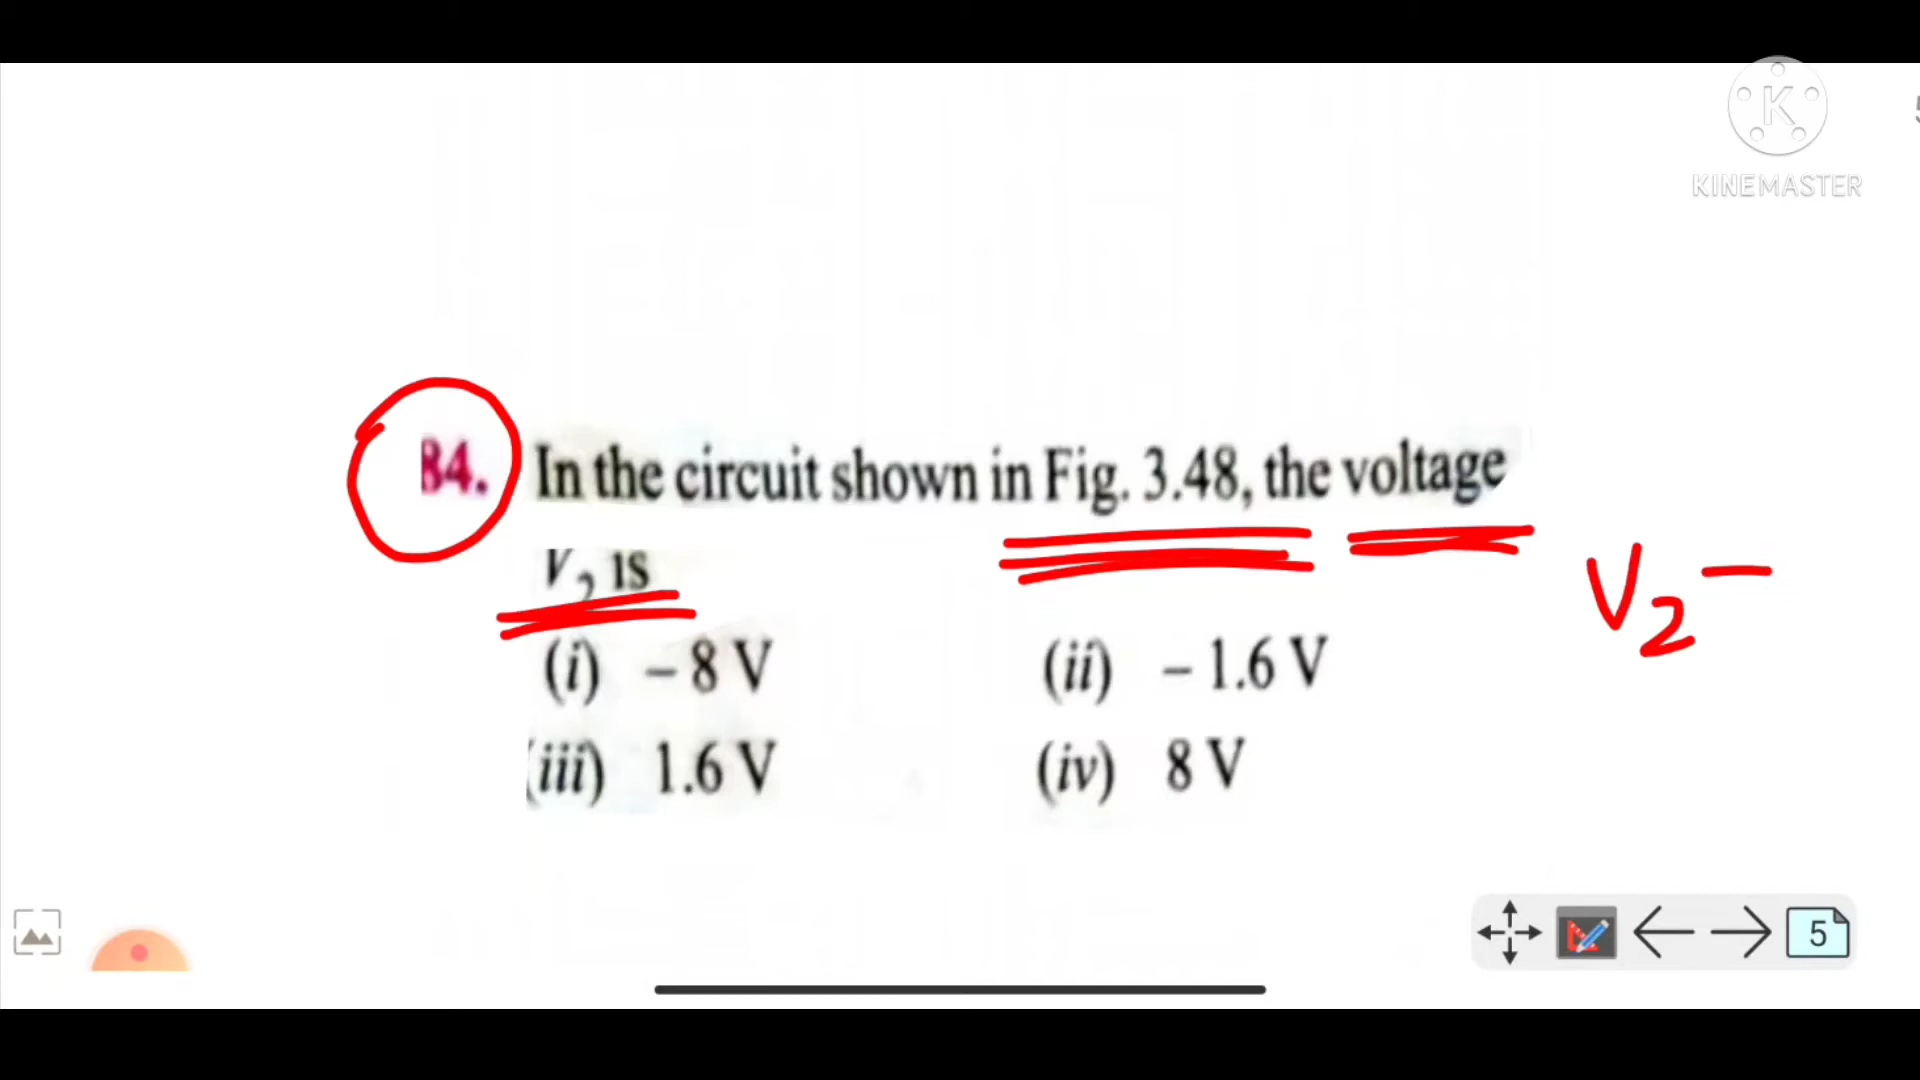 KINEMASTER
84. In the circuit shown in Fig. 3.48, the voltage
V2 is
V2 –
(i) – 8 V (ii) – 1.6 V
(iii) 1.6 V (iv) 8 V
5